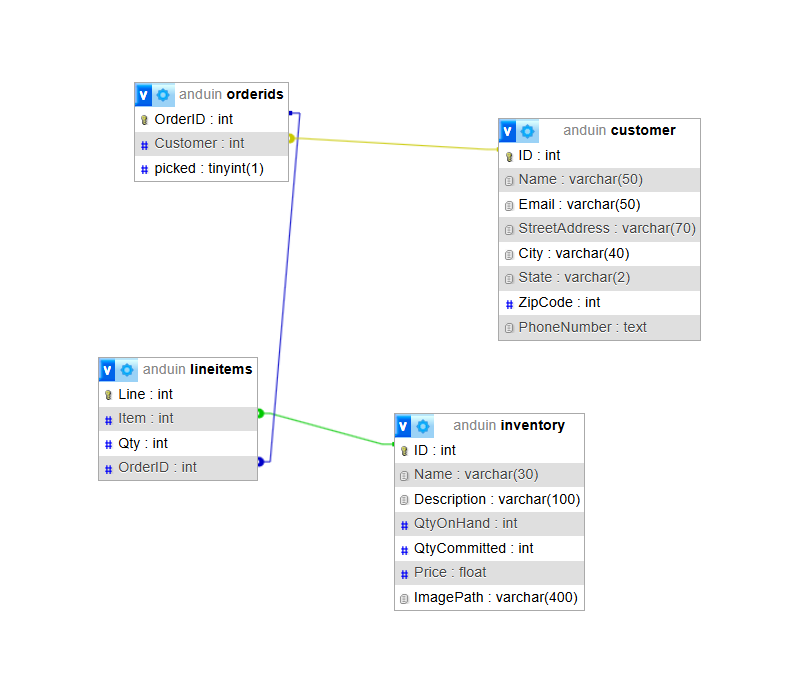 v anduin orderids
OrderID : int
# Customer : int
# picked : tinyint(1)
v anduin customer
ID : int
Name : varchar(50)
Email : varchar(50)
StreetAddress : varchar(70)
City : varchar(40)
State : varchar(2)
# ZipCode : int
PhoneNumber : text
v anduin lineitems
Line : int
# Item : int
# Qty : int
# OrderID : int
v anduin inventory
ID : int
Name : varchar(30)
Description : varchar(100)
# QtyOnHand : int
# QtyCommitted : int
# Price : float
ImagePath : varchar(400)